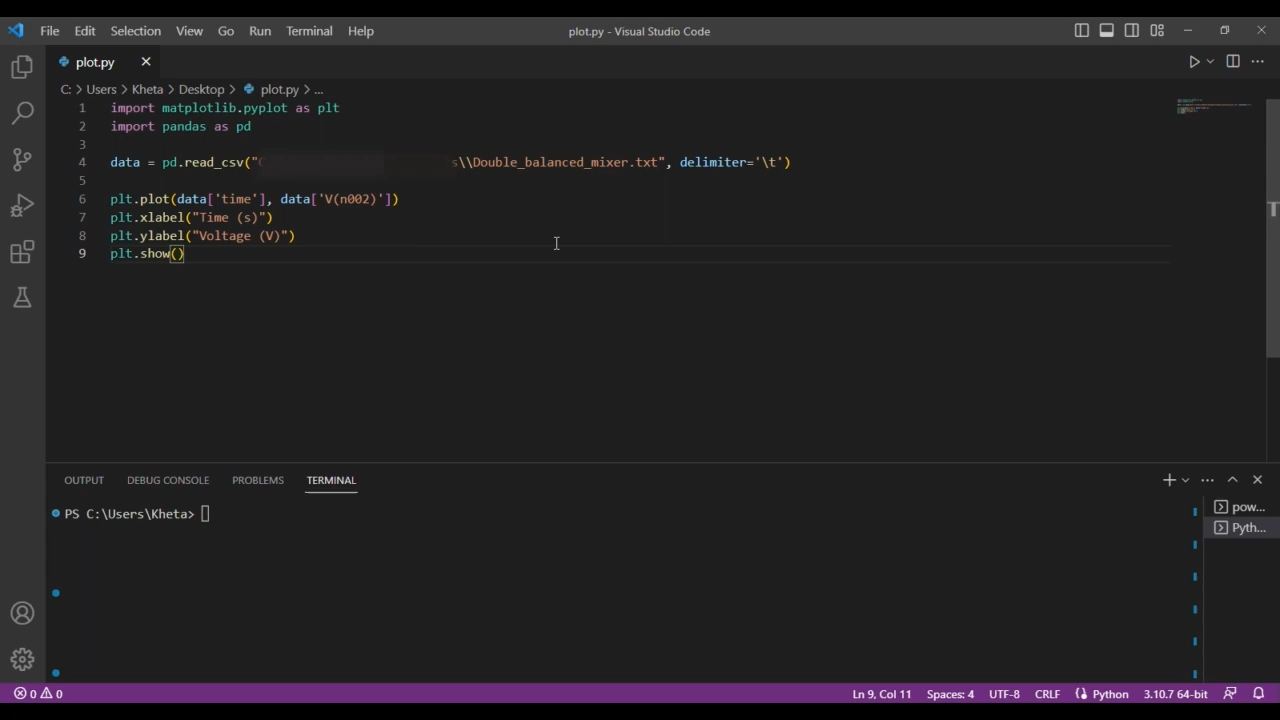 File Edit Selection View Go Run Terminal Help plot.py - Visual Studio Code
plot.py
C: > Users > Kheta > Desktop > plot.py > ...
1 import matplotlib.pyplot as plt
2 import pandas as pd
3
4 data = pd.read_csv("C s\\Double_balanced_mixer.txt", delimiter='\t')
5
6 plt.plot(data['time'], data['V(n002)'])
7 plt.xlabel("Time (s)")
8 plt.ylabel("Voltage (V)")
9 plt.show()
OUTPUT DEBUG CONSOLE PROBLEMS TERMINAL
PS C:\Users\Kheta>
pow...
Pyth...
0 0 Ln 9, Col 11 Spaces: 4 UTF-8 CRLF Python 3.10.7 64-bit